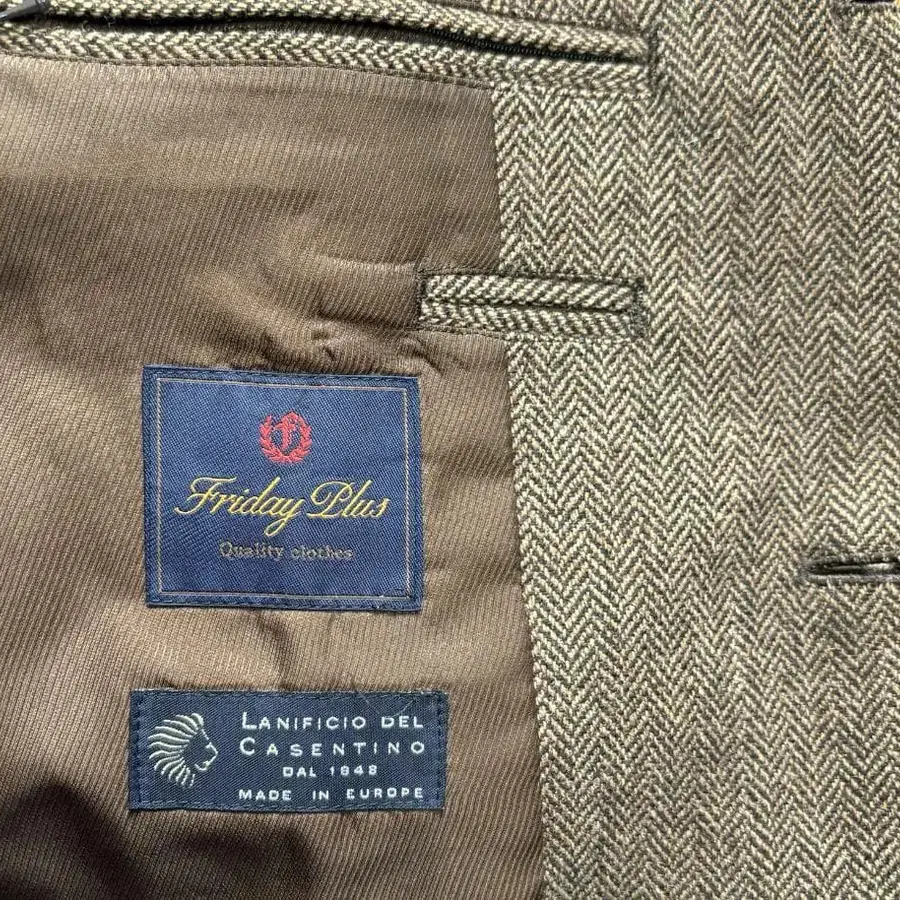 Friday Plus
Quality clothes
LANIFICIO DEL
CASENTINO
DAL 1848
MADE IN EUROPE